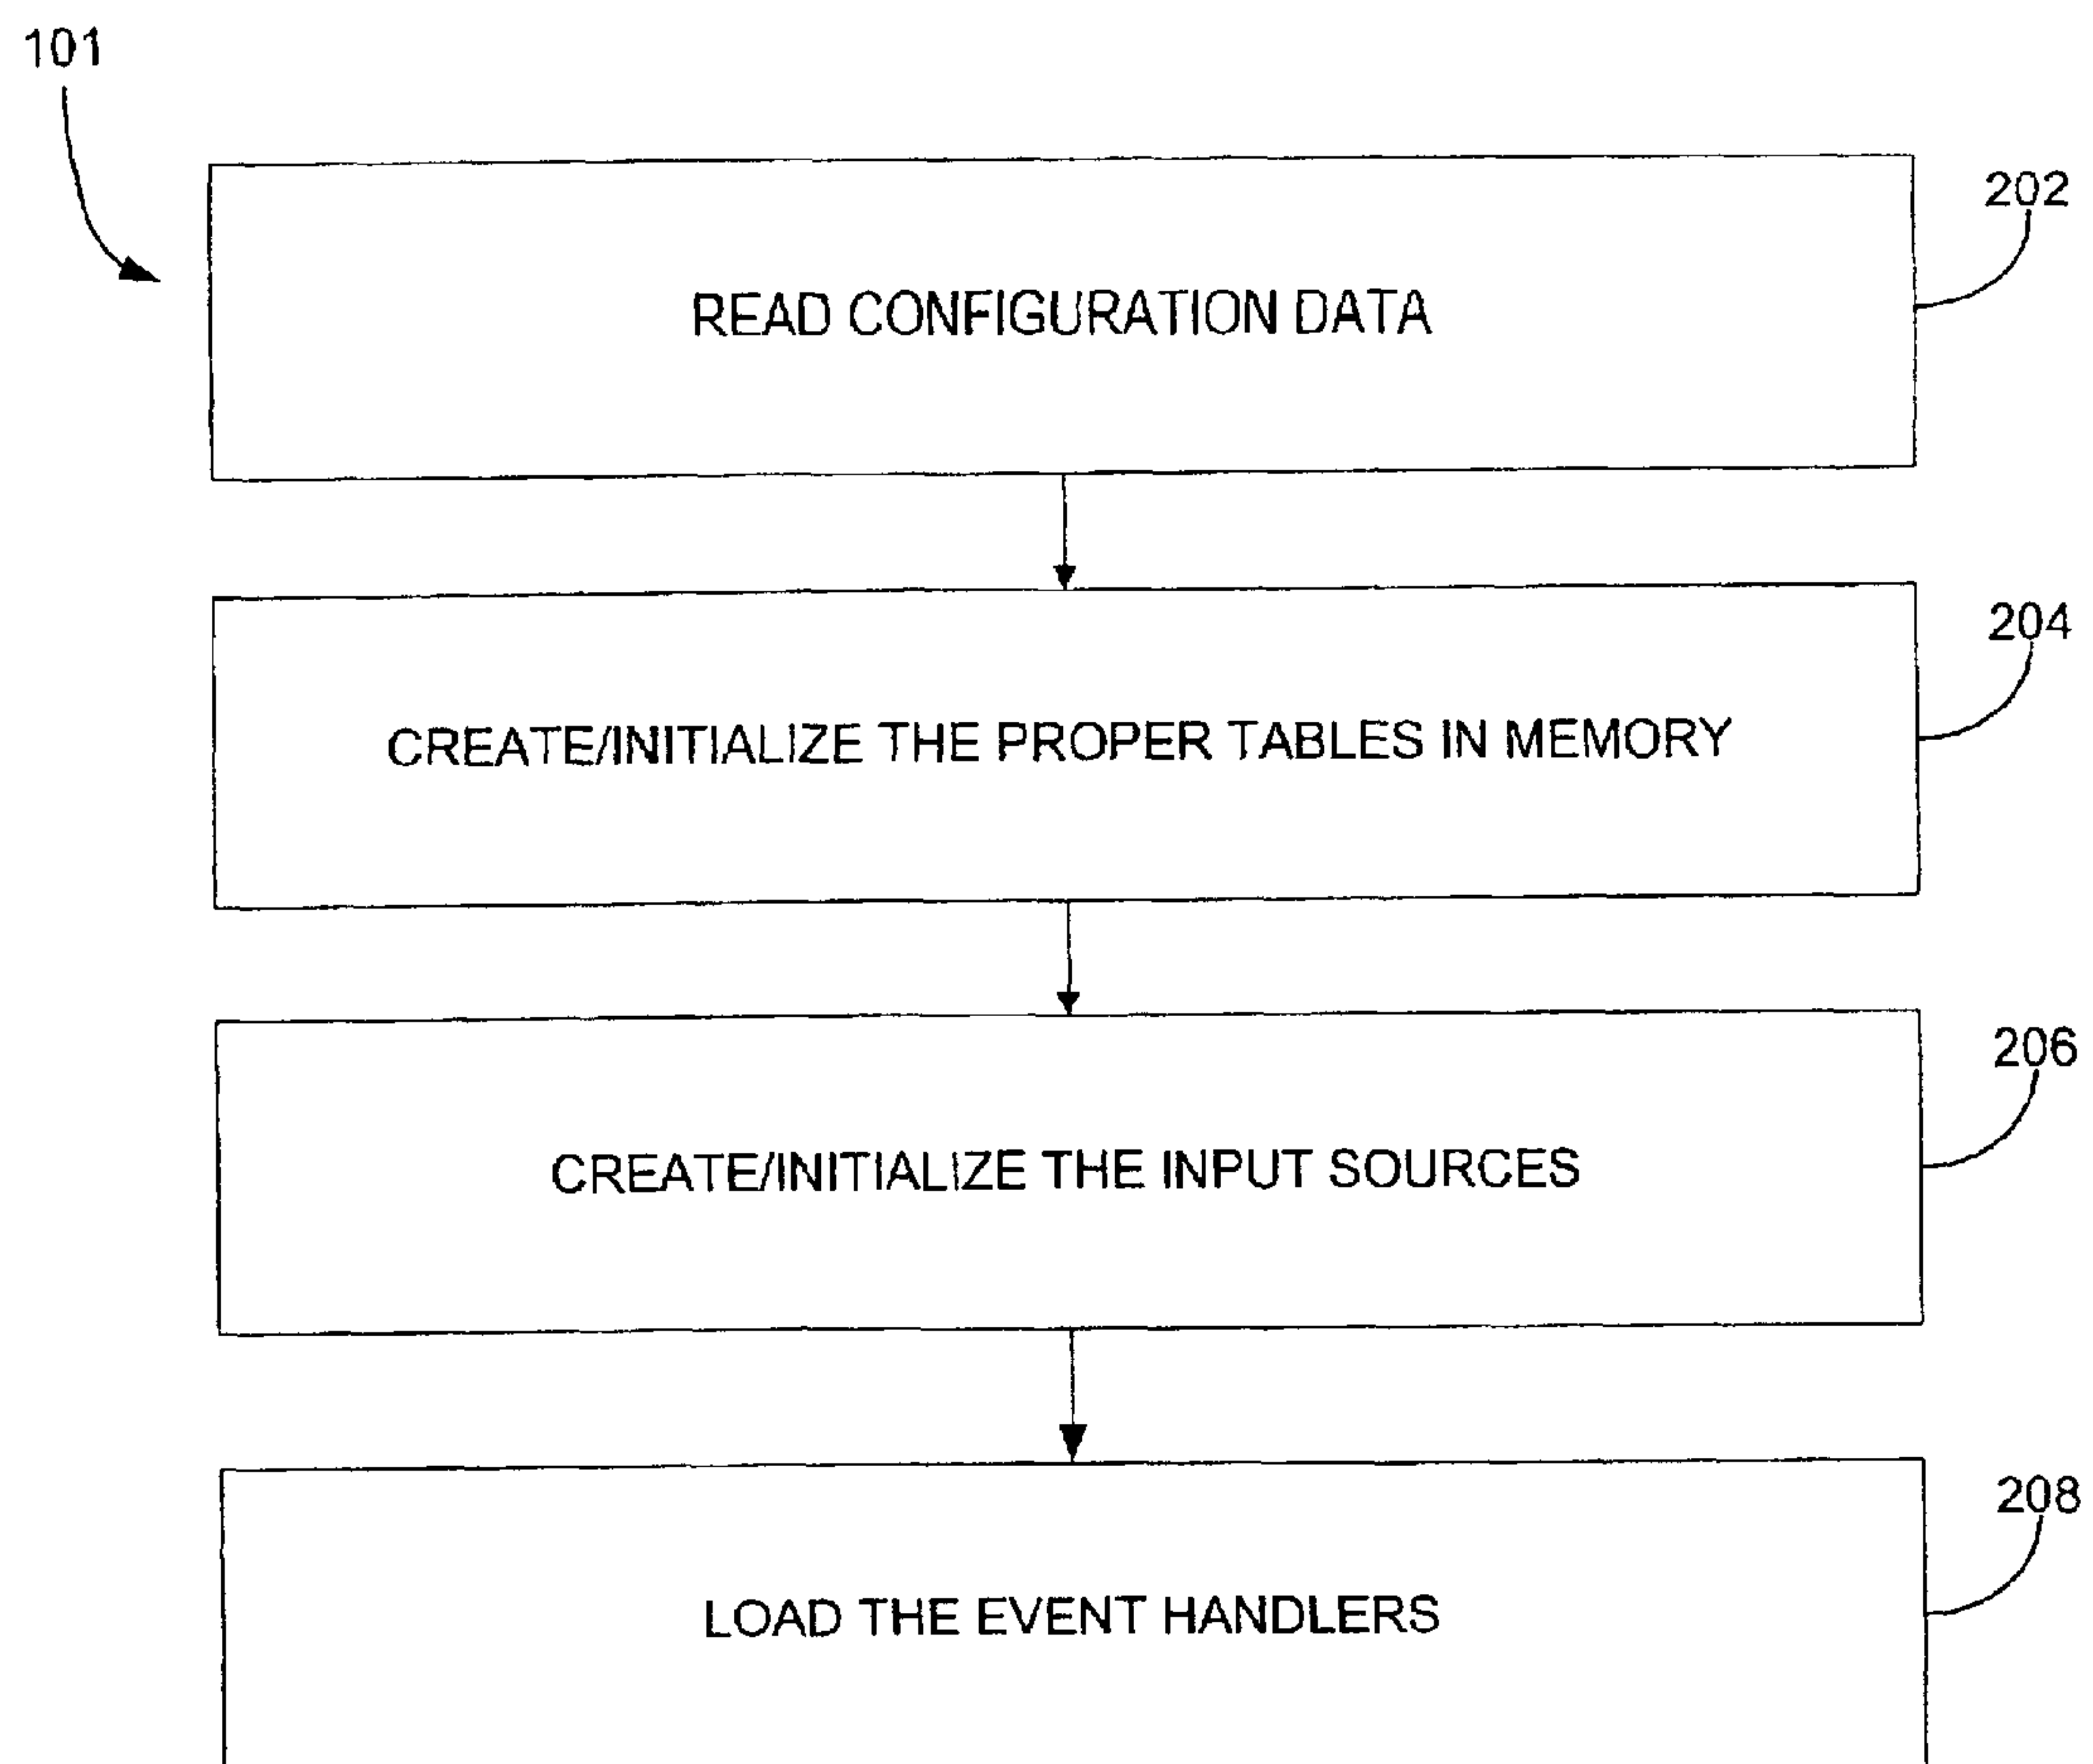 101
202
READ CONFIGURATION DATA
204
CREATE/INITIALIZE THE PROPER TABLES IN MEMORY
206
CREATE/INITIALIZE THE INPUT SOURCES
208
LOAD THE EVENT HANDLERS